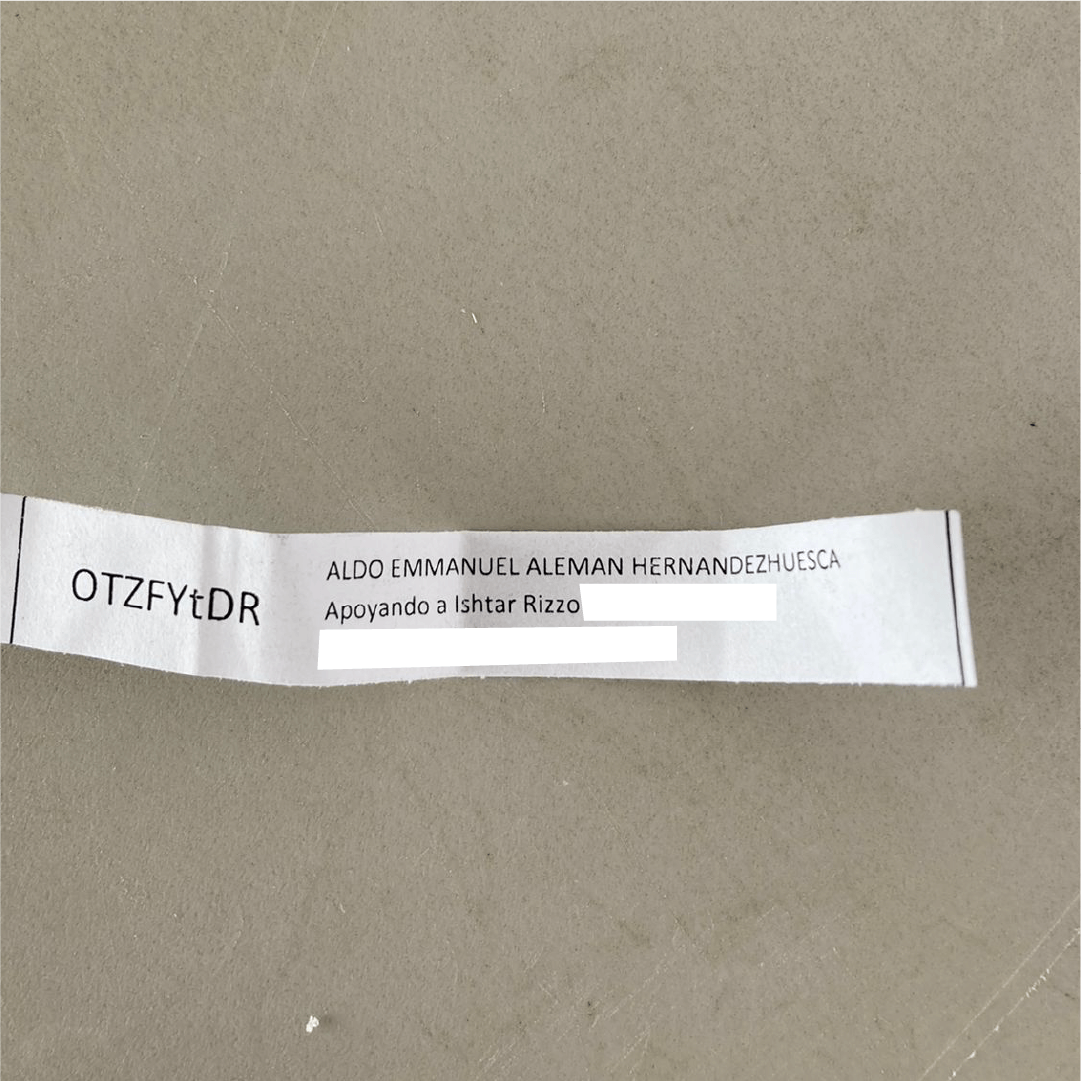 OTZFYtDR
ALDO EMMANUEL ALEMAN HERNANDEZHUESCA
Apoyando a Ishtar Rizzo